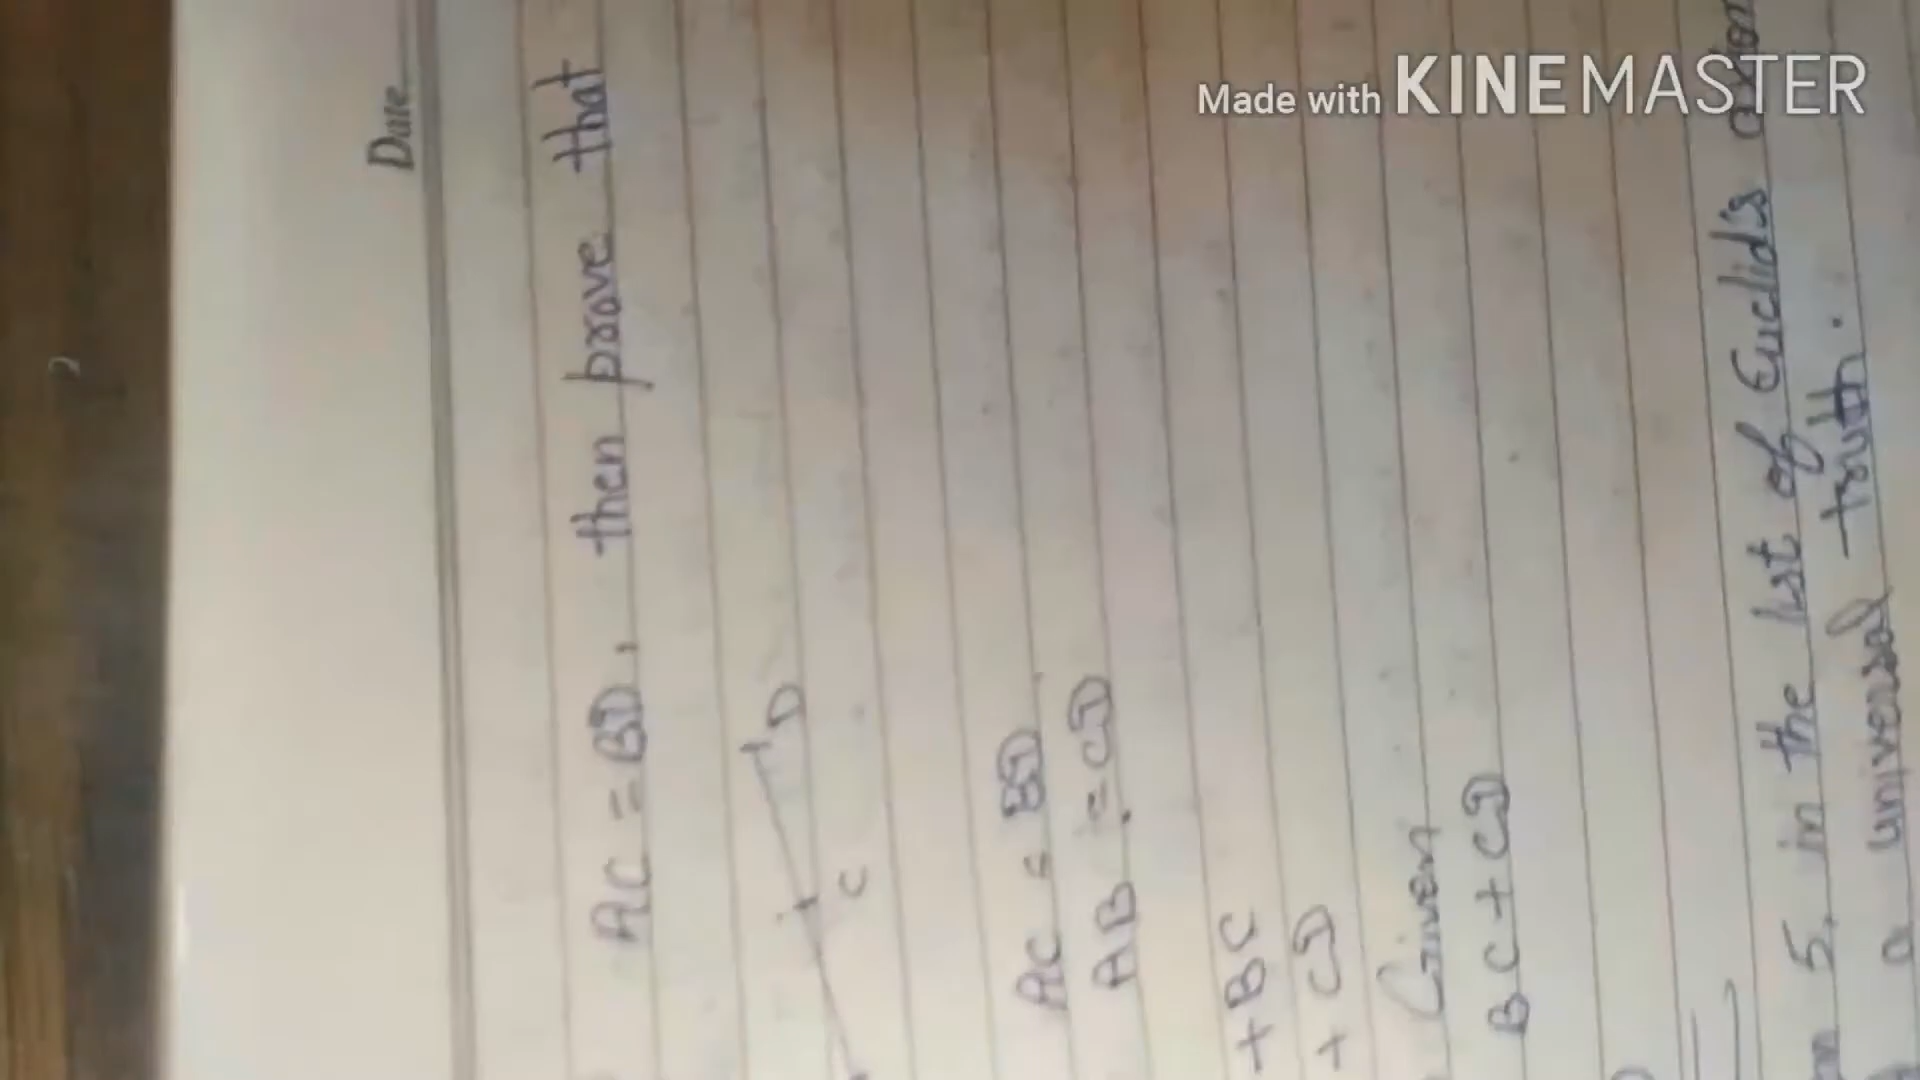 Made with KINEMASTER
Date
AC = BD, then prove that
D
C
AC = BD
AB = CD
+ BC
+ CD
Given
BC + CD
5, in the list of Euclid's
a universal truth.